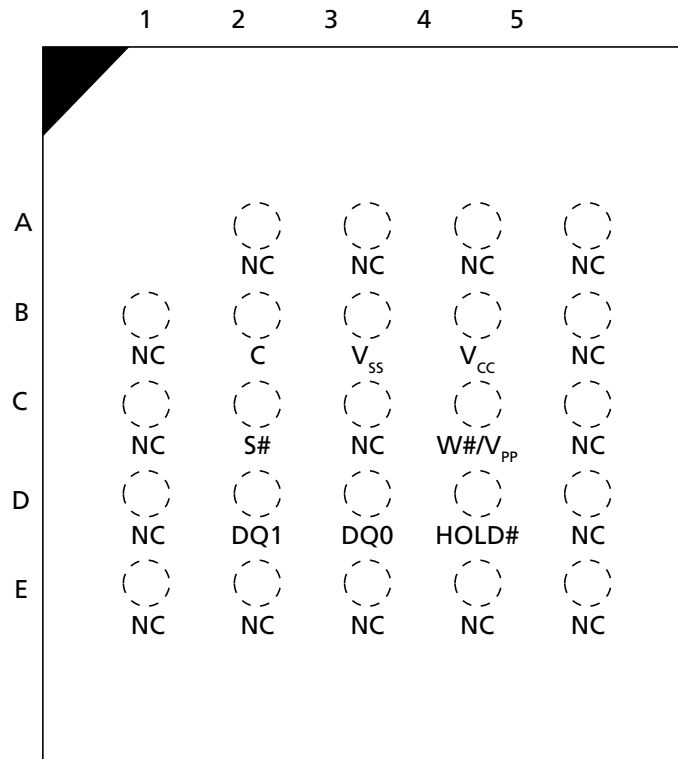 1 2 3 4 5
A
NC NC NC NC
B
NC C VSS VCC NC
C
NC S# NC W#/VPP NC
D
NC DQ1 DQ0 HOLD# NC
E
NC NC NC NC NC